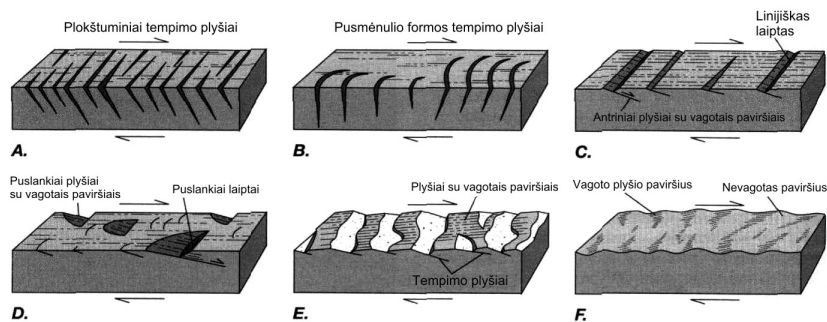 Plokštuminiai tempimo plyšiai
A.
Pusmėnulio formos tempimo plyšiai
B.
Linijiškas
laiptas
Antriniai plyšiai su vagotais paviršiais
C.
Puslankiai plyšiai
su vagotais paviršiais
Puslankiai laiptai
D.
Plyšiai su vagotais paviršiais
Tempimo plyšiai
E.
Vagoto plyšio paviršius
Nevagotas paviršius
F.